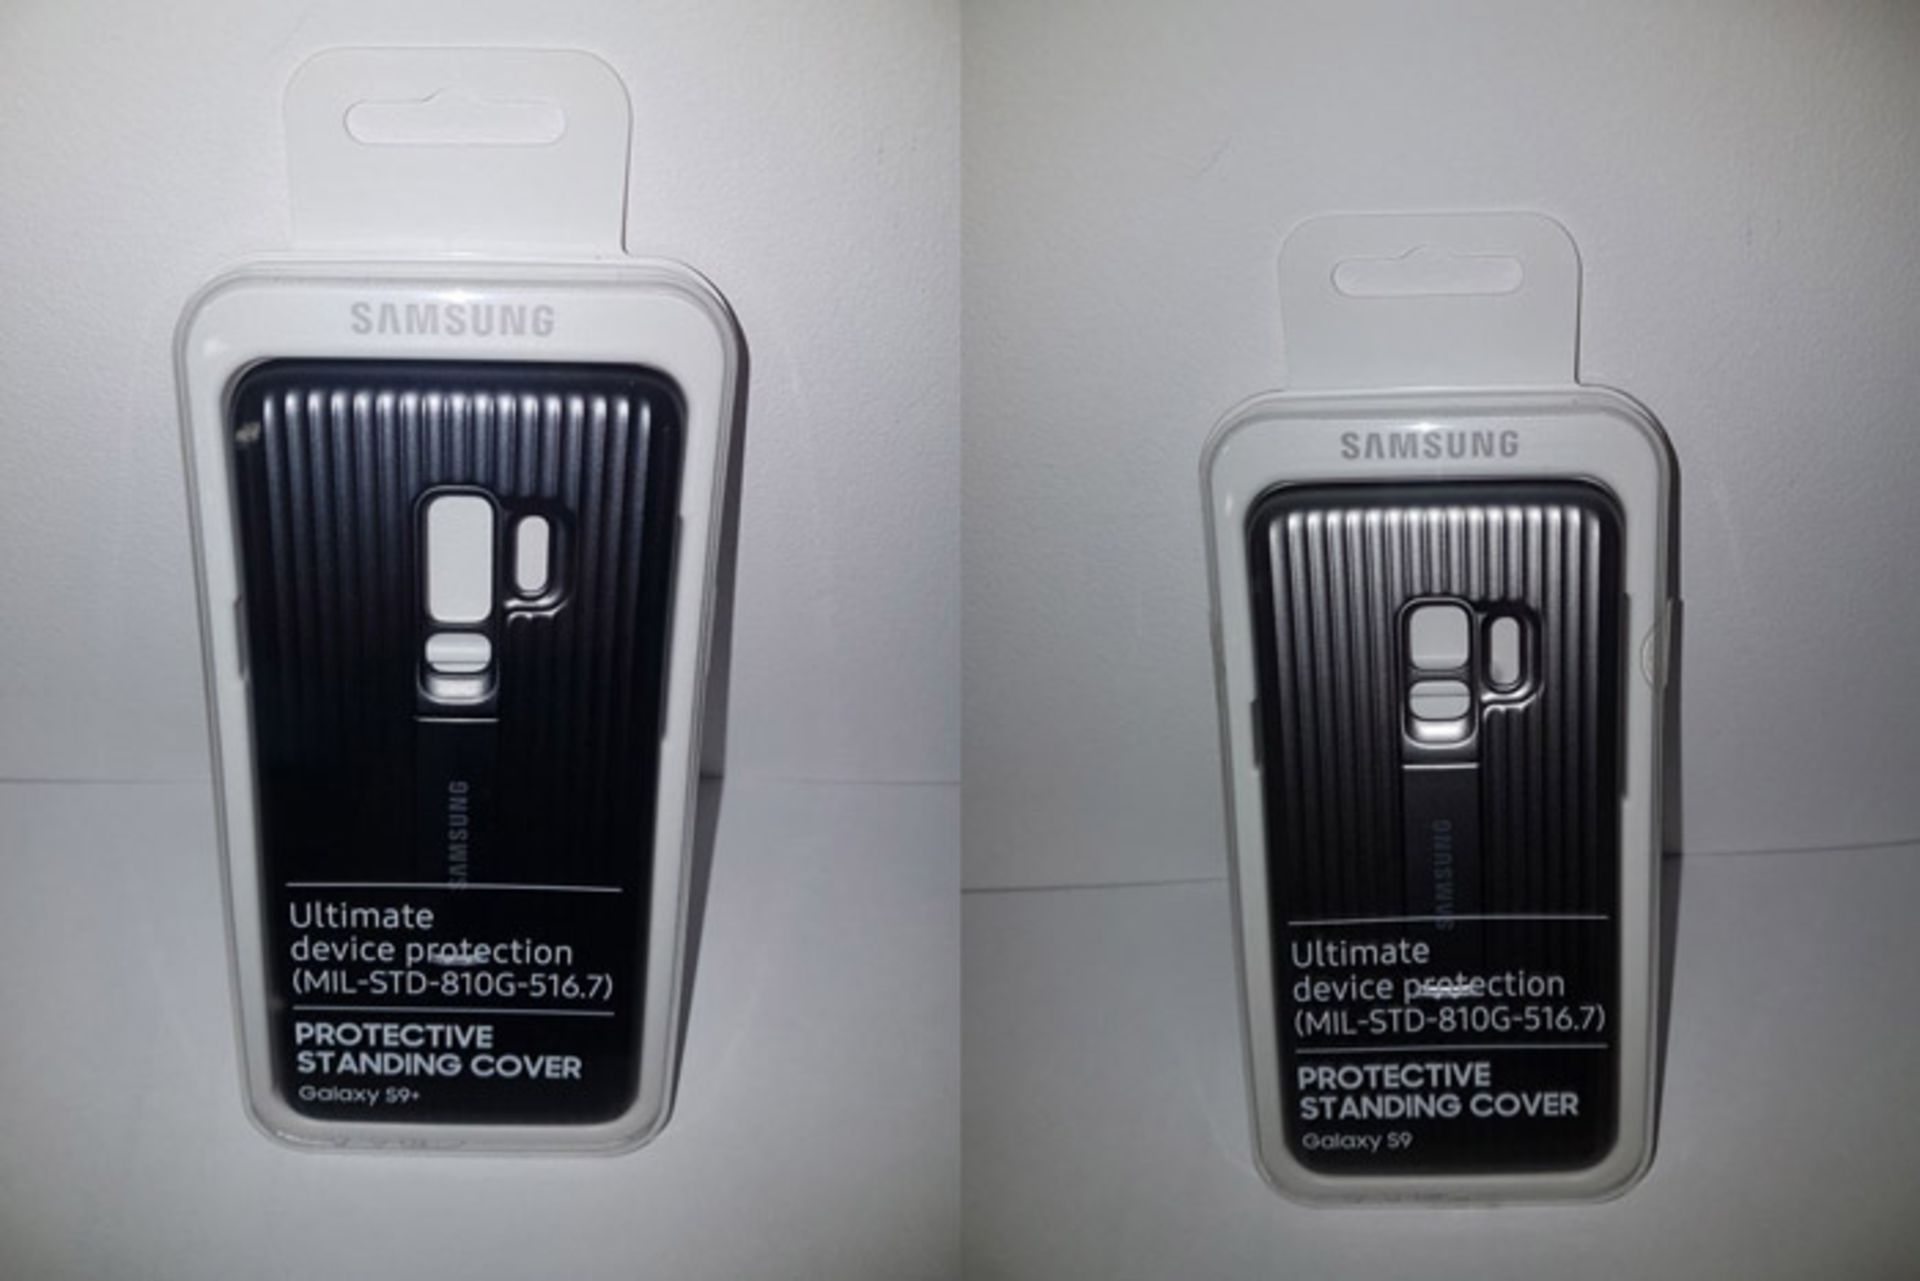 SAMSUNG
SAMSUNG
Ultimate
device protection
(MIL-STD-810G-516.7)
PROTECTIVE
STANDING COVER
Galaxy S9+
SAMSUNG
SAMSUNG
Ultimate
device protection
(MIL-STD-810G-516.7)
PROTECTIVE
STANDING COVER
Galaxy S9